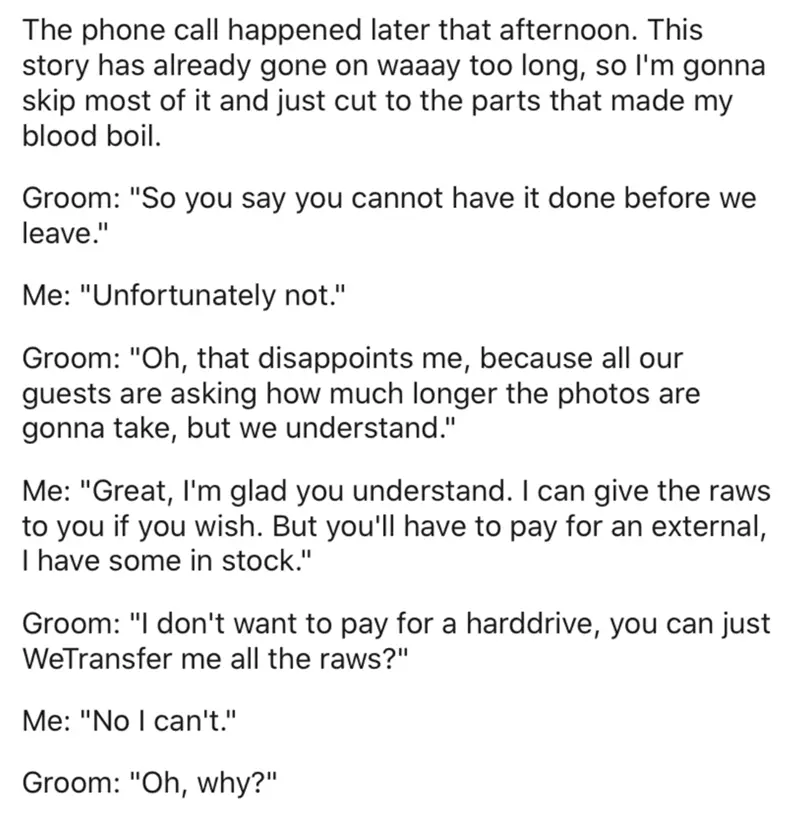 The phone call happened later that afternoon. This
story has already gone on waaay too long, so I'm gonna
skip most of it and just cut to the parts that made my
blood boil.
Groom: "So you say you cannot have it done before we
leave."
Me: "Unfortunately not."
Groom: "Oh, that disappoints me, because all our
guests are asking how much longer the photos are
gonna take, but we understand."
Me: "Great, I'm glad you understand. I can give the raws
to you if you wish. But you'll have to pay for an external,
I have some in stock."
Groom: "I don't want to pay for a harddrive, you can just
WeTransfer me all the raws?"
Me: "No I can't."
Groom: "Oh, why?"